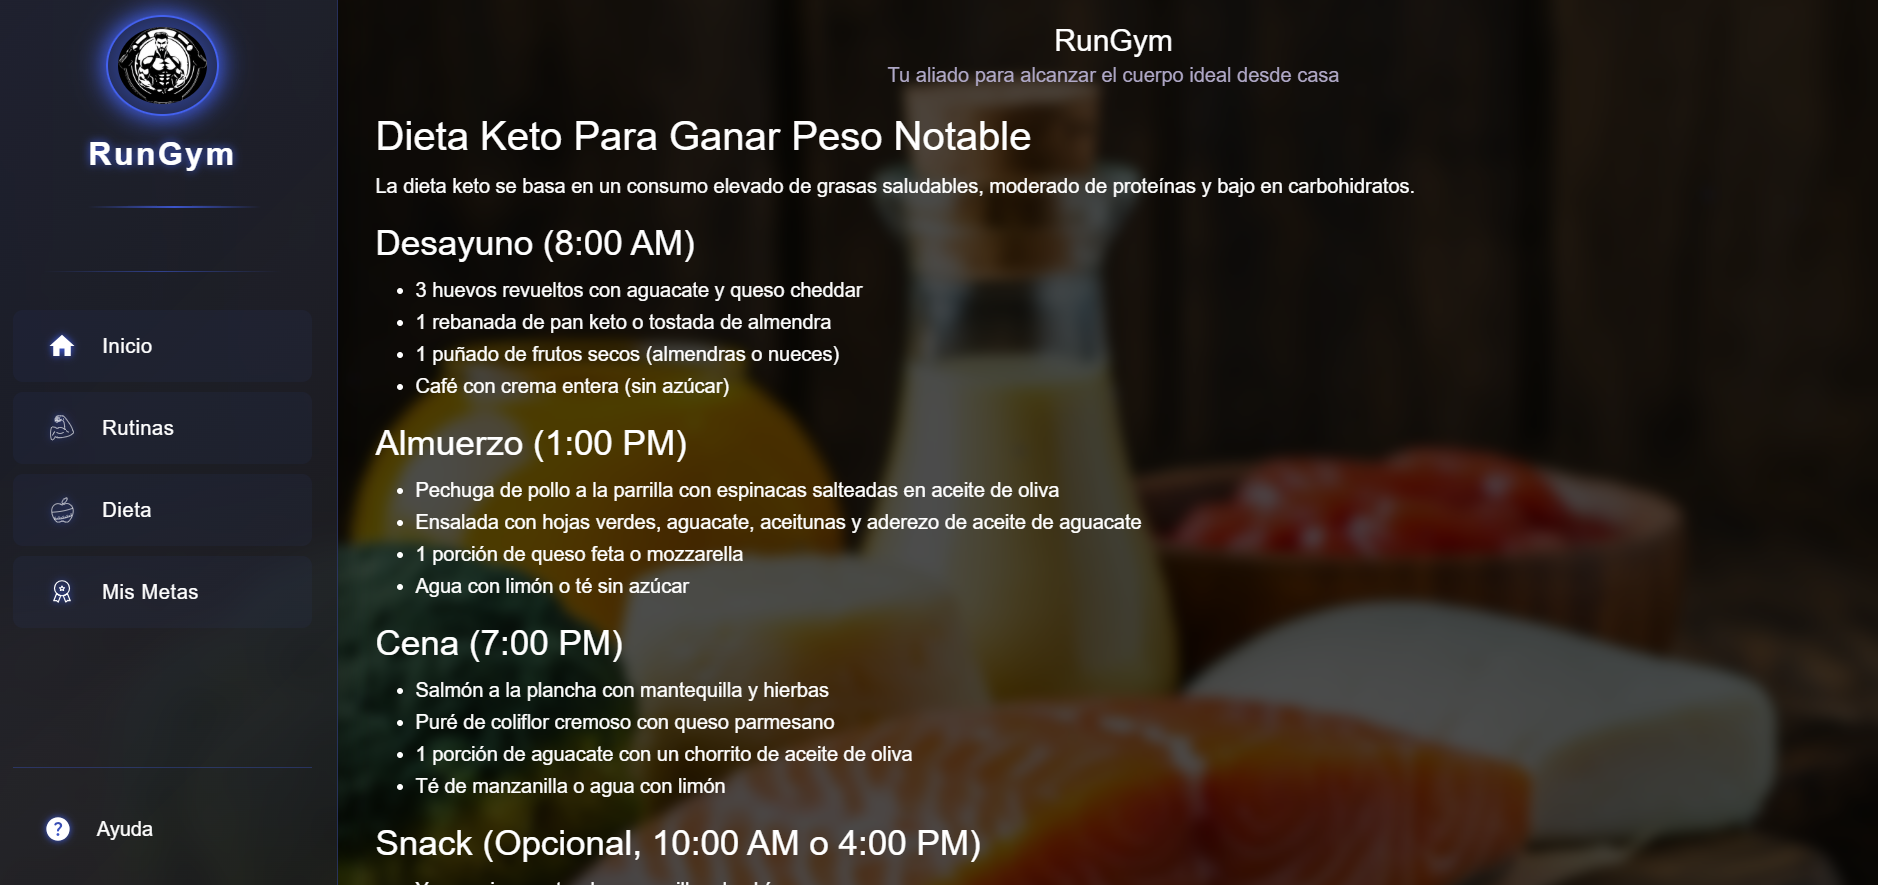 RunGym
Inicio
Rutinas
Dieta
Mis Metas
Ayuda
RunGym
Tu aliado para alcanzar el cuerpo ideal desde casa
Dieta Keto Para Ganar Peso Notable
La dieta keto se basa en un consumo elevado de grasas saludables, moderado de proteínas y bajo en carbohidratos.
Desayuno (8:00 AM)
• 3 huevos revueltos con aguacate y queso cheddar
• 1 rebanada de pan keto o tostada de almendra
• 1 puñado de frutos secos (almendras o nueces)
• Café con crema entera (sin azúcar)
Almuerzo (1:00 PM)
• Pechuga de pollo a la parrilla con espinacas salteadas en aceite de oliva
• Ensalada con hojas verdes, aguacate, aceitunas y aderezo de aceite de aguacate
• 1 porción de queso feta o mozzarella
• Agua con limón o té sin azúcar
Cena (7:00 PM)
• Salmón a la plancha con mantequilla y hierbas
• Puré de coliflor cremoso con queso parmesano
• 1 porción de aguacate con un chorrito de aceite de oliva
• Té de manzanilla o agua con limón
Snack (Opcional, 10:00 AM o 4:00 PM)